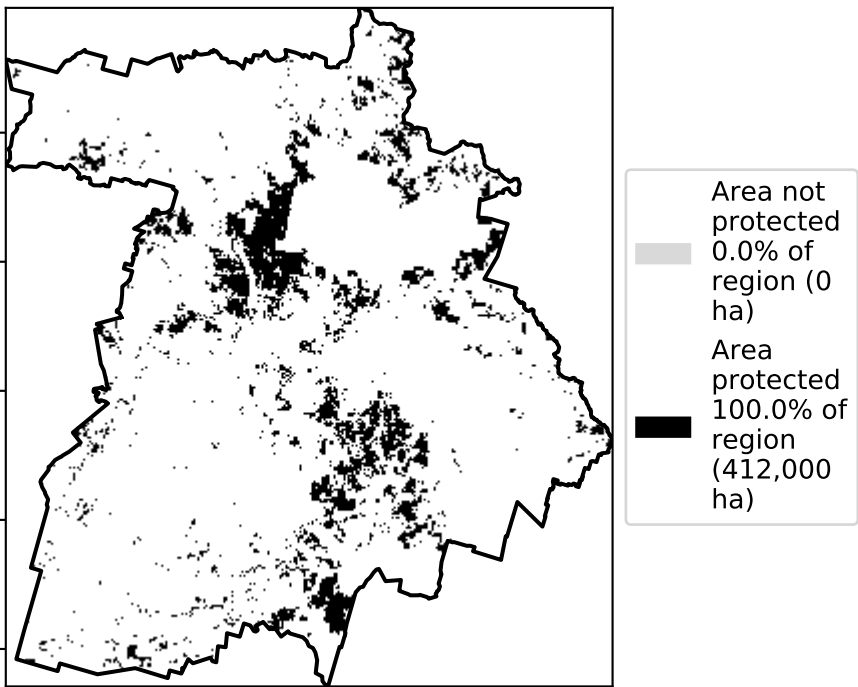 Area not
protected
0.0% of
region (0
ha)
Area
protected
100.0% of
region
(412,000
ha)